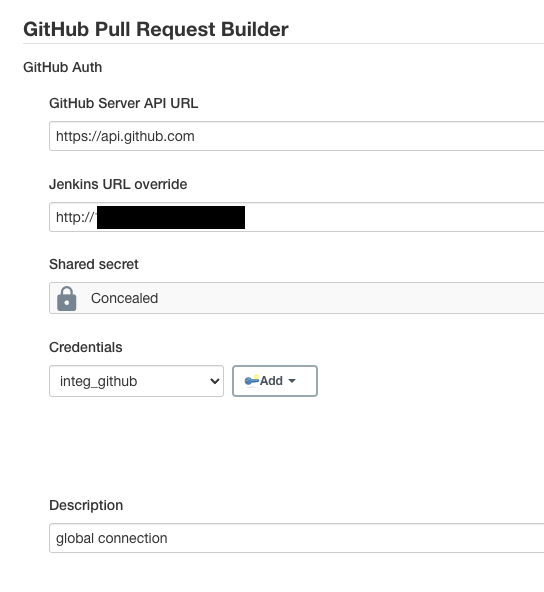 GitHub Pull Request Builder
GitHub Auth
GitHub Server API URL
https://api.github.com
Jenkins URL override
http://
Shared secret
Concealed
Credentials
integ_github
Add
Description
global connection